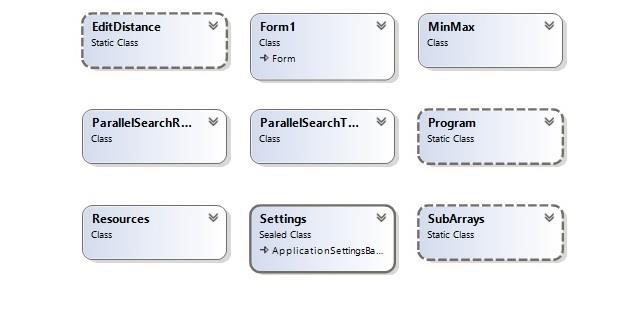 EditDistance
Static Class
Form1
Class
Form
MinMax
Class
ParallelSearchR...
Class
ParallelSearchT...
Class
Program
Static Class
Resources
Class
Settings
Sealed Class
ApplicationSettingsBa...
SubArrays
Static Class